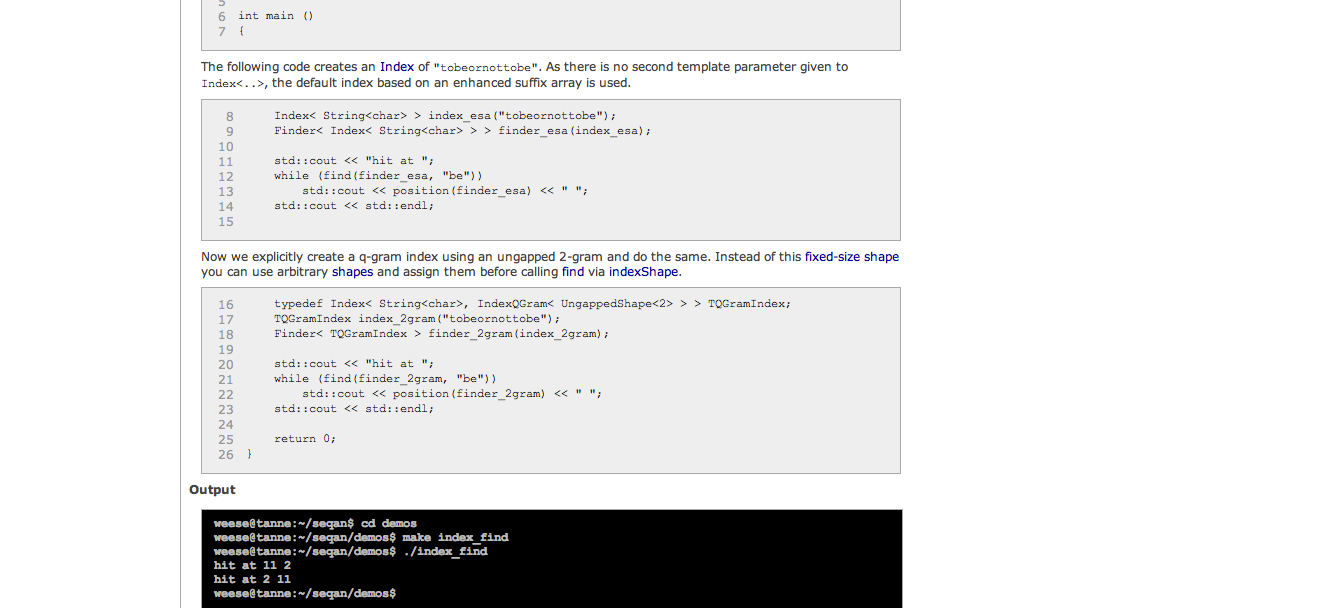 5
6 int main ()
7 {
The following code creates an Index of "tobeornottobe". As there is no second template parameter given to
Index<..>, the default index based on an enhanced suffix array is used.
8 Index< String<char> > index_esa("tobeornottobe");
9 Finder< Index< String<char> > > finder_esa(index_esa);
10
11 std::cout << "hit at ";
12 while (find(finder_esa, "be"))
13 std::cout << position(finder_esa) << " ";
14 std::cout << std::endl;
15
Now we explicitly create a q-gram index using an ungapped 2-gram and do the same. Instead of this fixed-size shape
you can use arbitrary shapes and assign them before calling find via indexShape.
16 typedef Index< String<char>, IndexQGram< UngappedShape<2> > > TQGramIndex;
17 TQGramIndex index_2gram("tobeornottobe");
18 Finder< TQGramIndex > finder_2gram(index_2gram);
19
20 std::cout << "hit at ";
21 while (find(finder_2gram, "be"))
22 std::cout << position(finder_2gram) << " ";
23 std::cout << std::endl;
24
25 return 0;
26 }
Output
weese@tanne:~/seqan$ cd demos
weese@tanne:~/seqan/demos$ make index_find
weese@tanne:~/seqan/demos$ ./index_find
hit at 11 2
hit at 2 11
weese@tanne:~/seqan/demos$